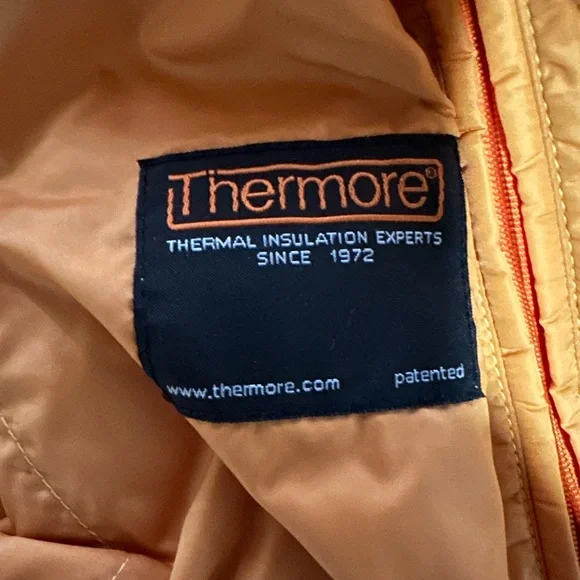 Thermore®
THERMAL INSULATION EXPERTS
SINCE 1972
www.thermore.com patented